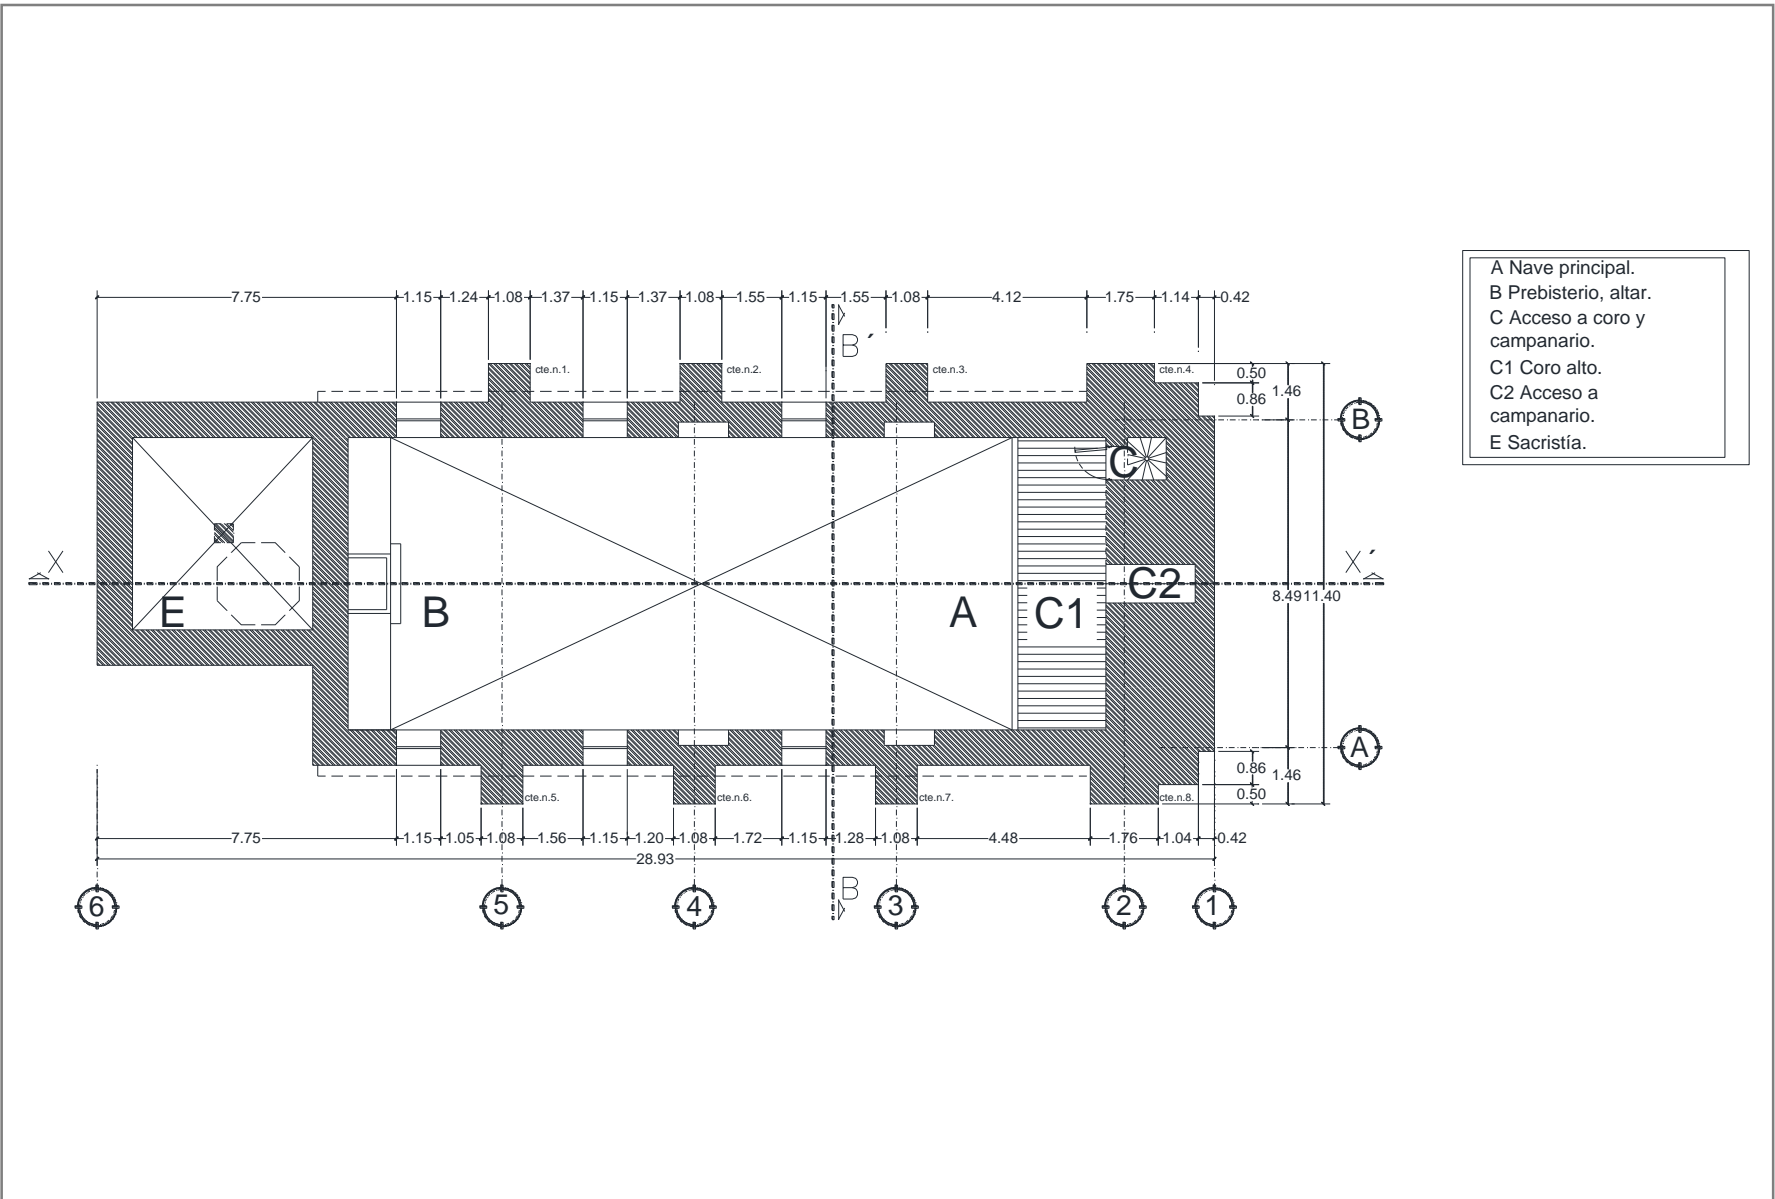 7.75 1.15 1.24 1.08 1.37 1.15 1.37 1.08 1.55 1.15 1.55 1.08 4.12 1.75 1.14 0.42
A Nave principal.
B Prebisterio, altar.
C Acceso a coro y
campanario.
C1 Coro alto.
C2 Acceso a
campanario.
E Sacristía.
B´
cte.n.1. cte.n.2. cte.n.3. cte.n.4.
0.50
1.46
0.86
B
C
X X´
E B A C1 C2
8.49 11.40
A
0.86
1.46
0.50
cte.n.5. cte.n.6. cte.n.7. cte.n.8.
7.75 1.15 1.05 1.08 1.56 1.15 1.20 1.08 1.72 1.15 1.28 1.08 4.48 1.76 1.04 0.42
28.93
B
6 5 4 3 2 1